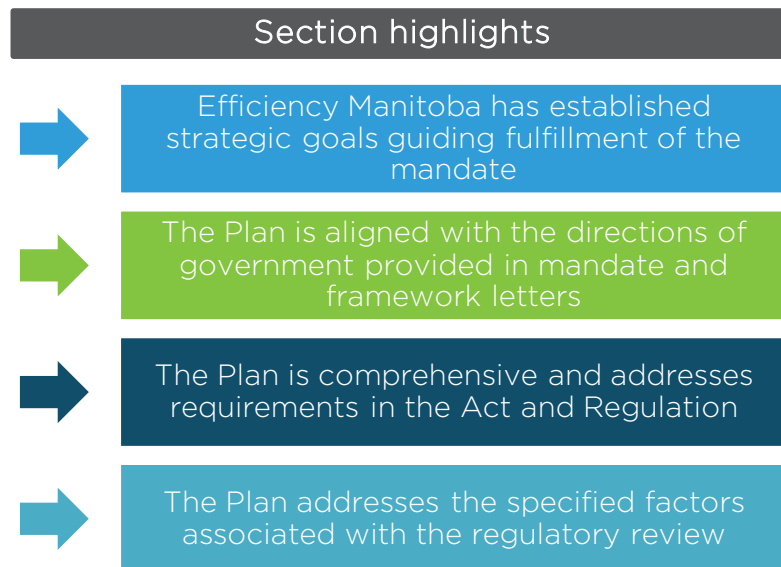 Section highlights
Efficiency Manitoba has established
strategic goals guiding fulfillment of the
mandate
The Plan is aligned with the directions of
government provided in mandate and
framework letters
The Plan is comprehensive and addresses
requirements in the Act and Regulation
The Plan addresses the specified factors
associated with the regulatory review